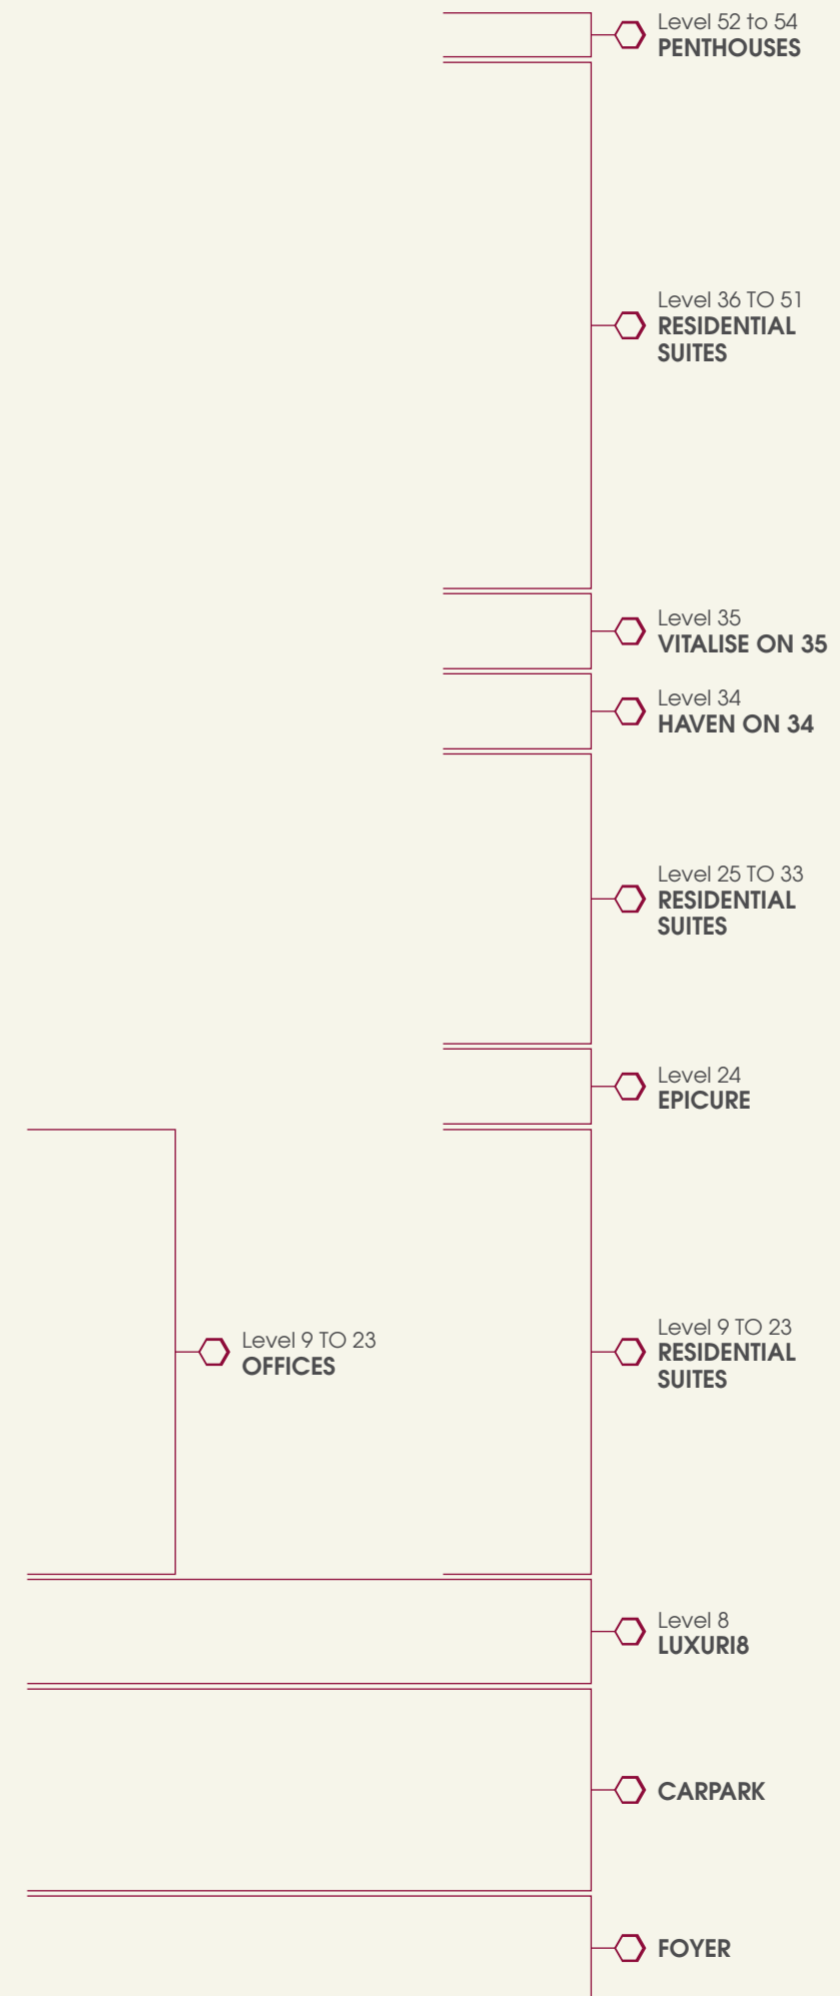 Level 52 to 54
PENTHOUSES
Level 36 TO 51
RESIDENTIAL
SUITES
Level 35
VITALISE ON 35
Level 34
HAVEN ON 34
Level 25 TO 33
RESIDENTIAL
SUITES
Level 24
EPICURE
Level 9 TO 23
OFFICES
Level 9 TO 23
RESIDENTIAL
SUITES
Level 8
LUXURI8
CARPARK
FOYER